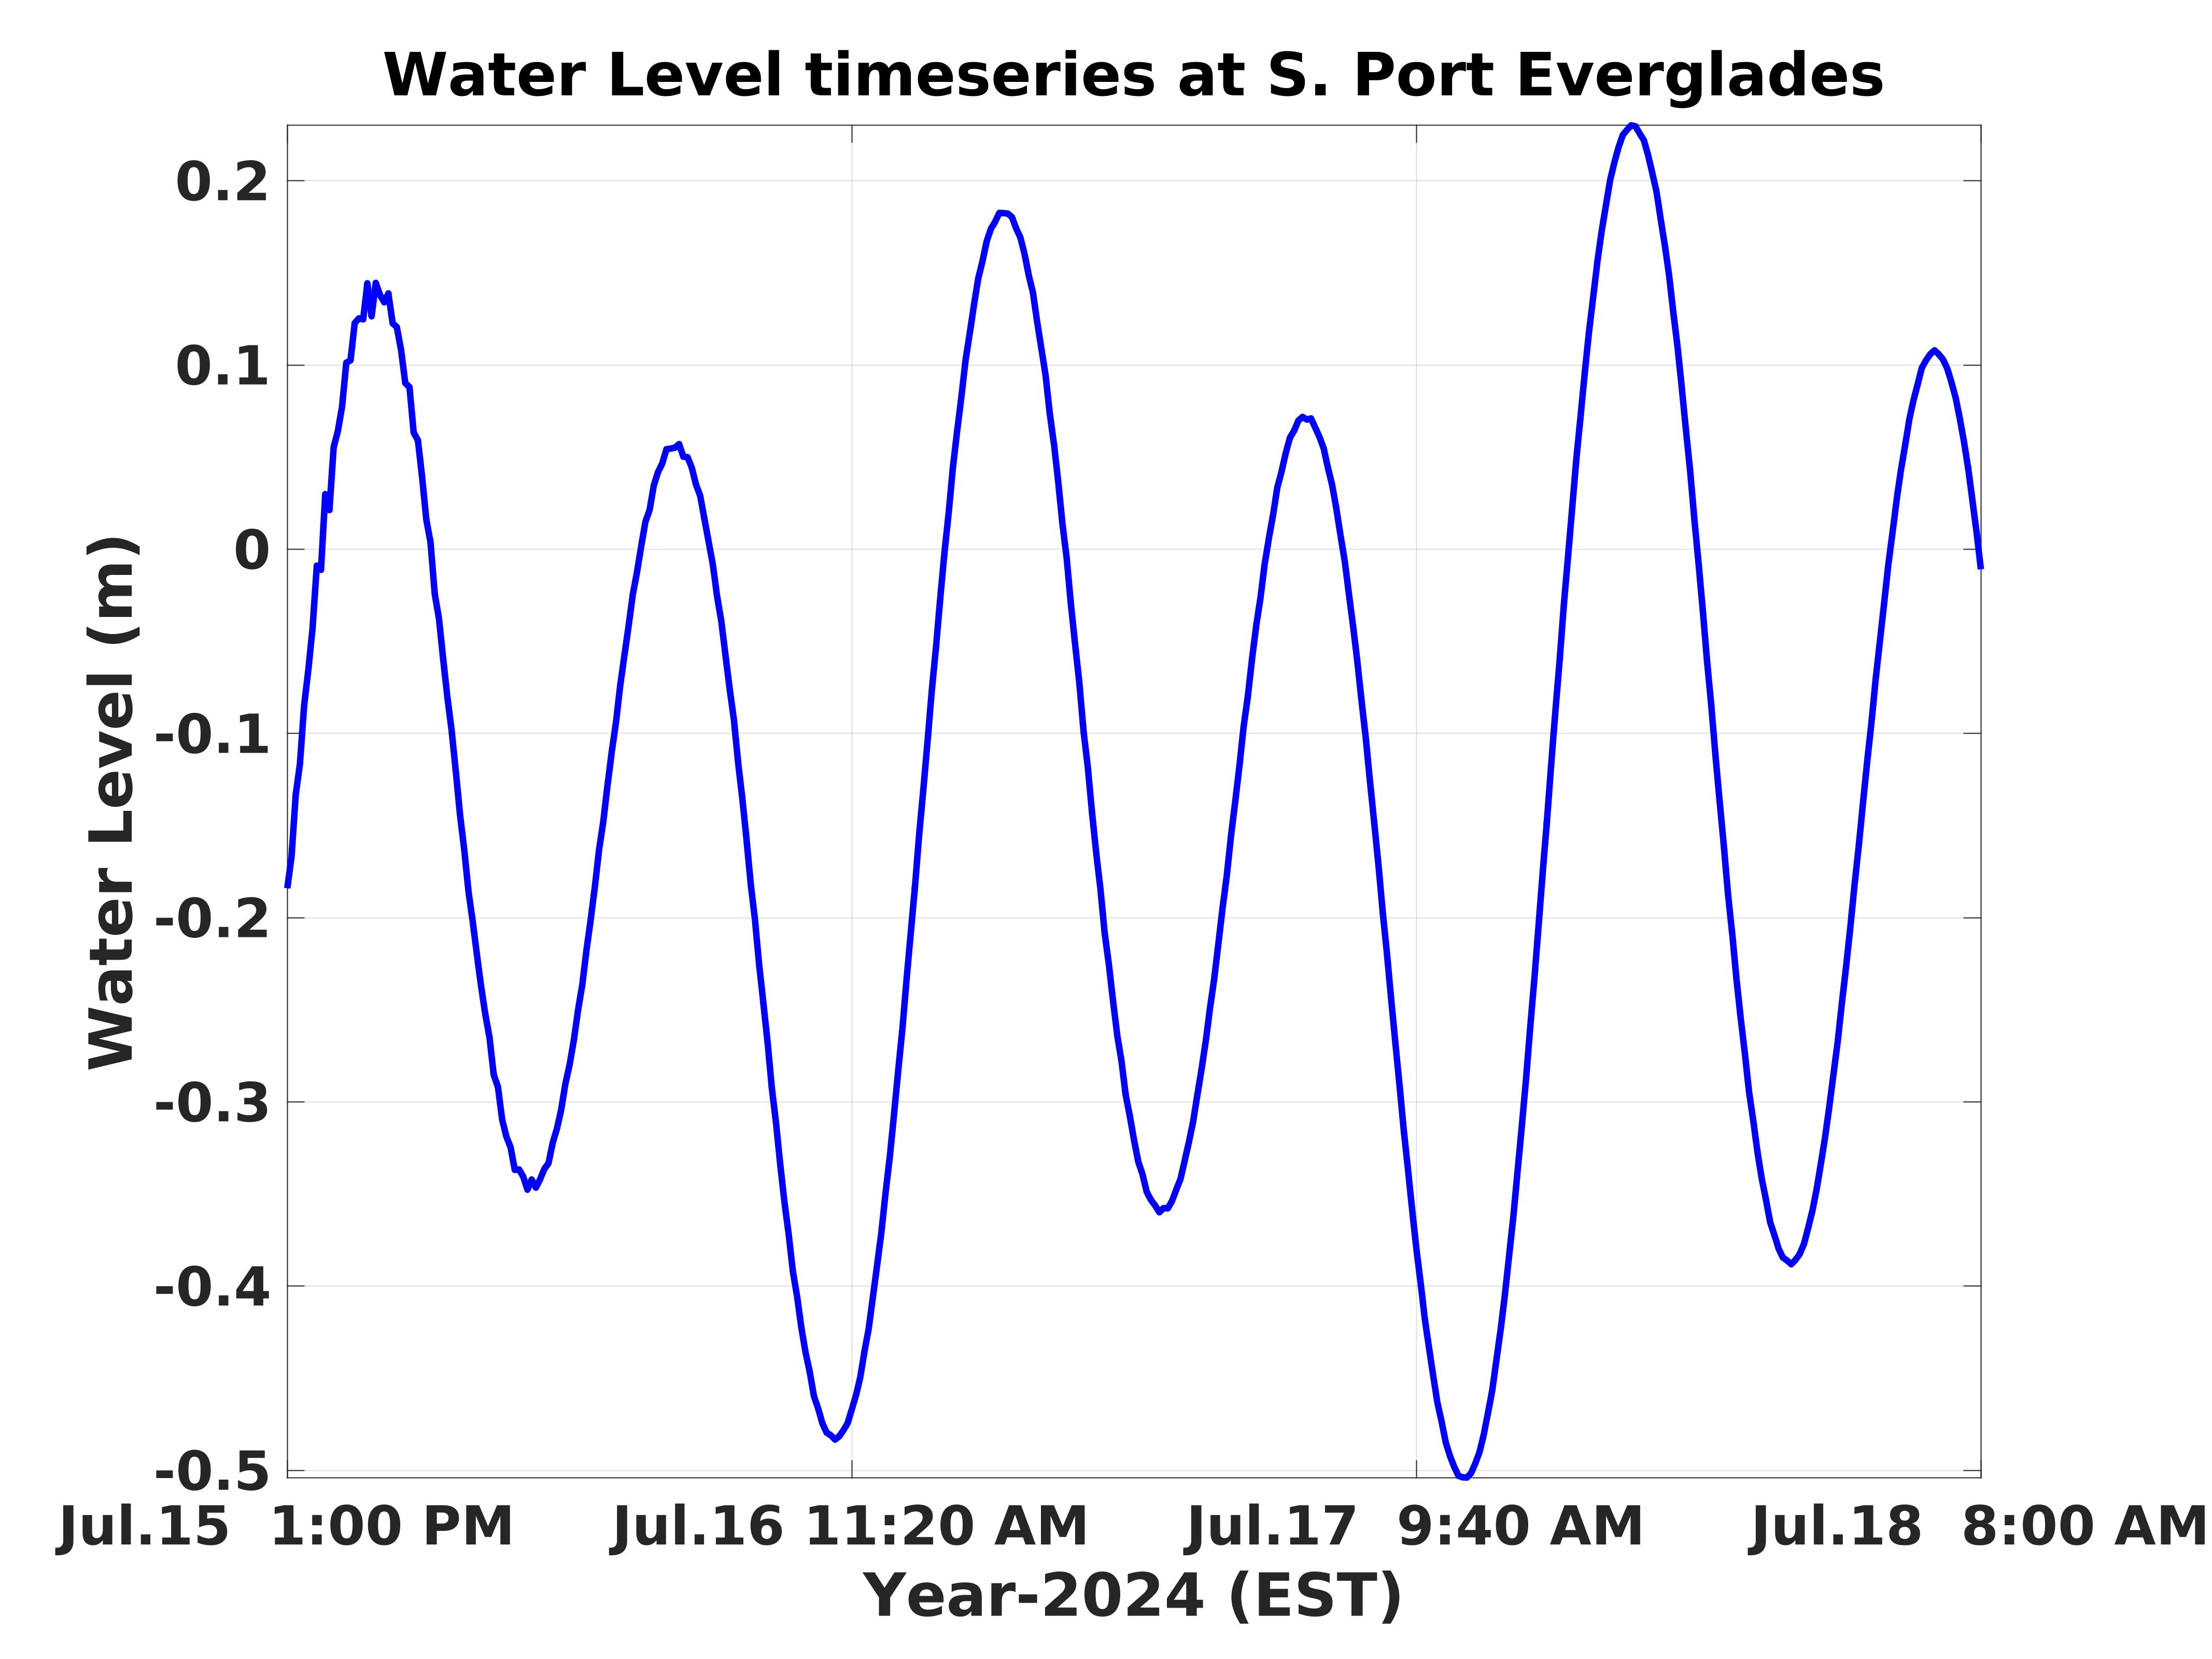 Water Level timeseries at S. Port Everglades
Water Level (m)
0.2
0.1
0
-0.1
-0.2
-0.3
-0.4
-0.5
Jul.15  1:00 PM Jul.16 11:20 AM Jul.17  9:40 AM Jul.18  8:00 AM
Year-2024 (EST)